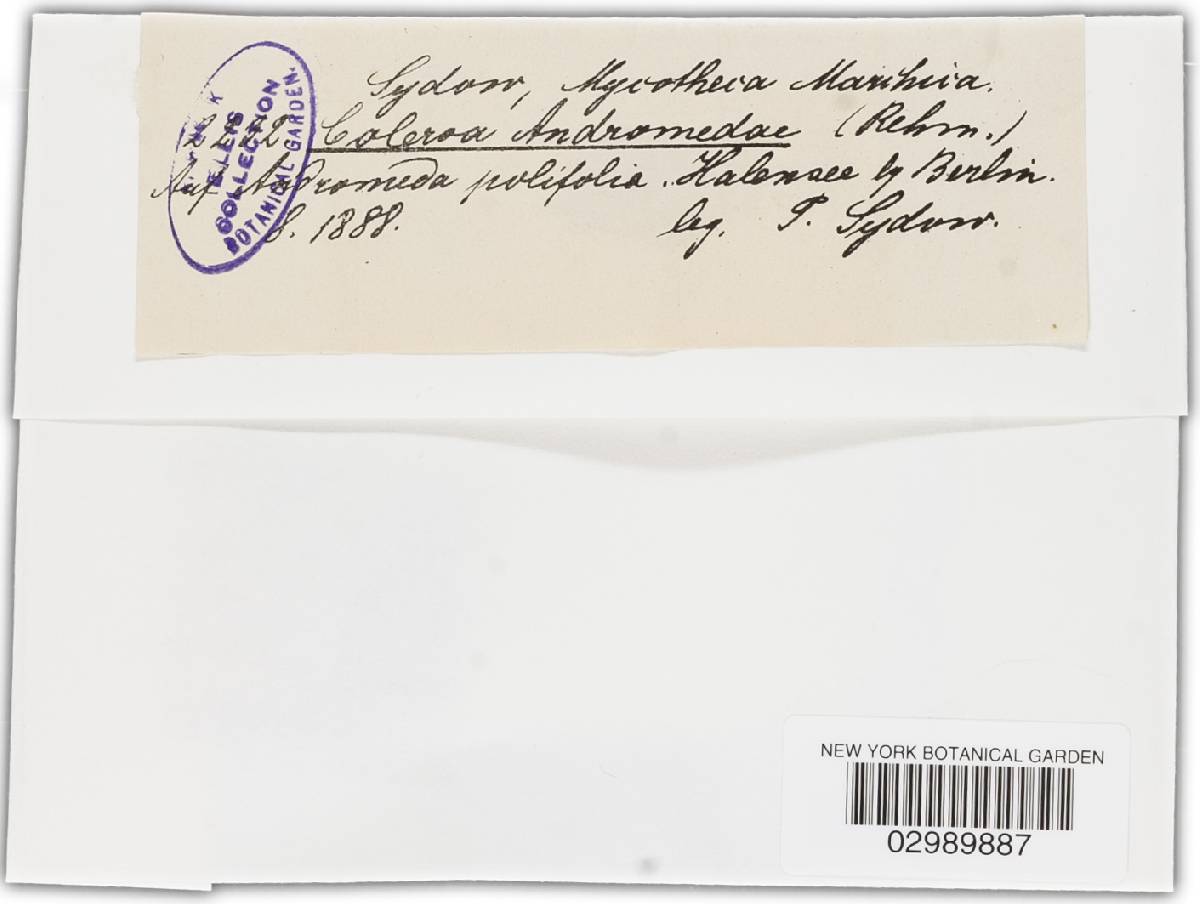 Sydow, Mycotheca Marchica.
Coleroa Andromedae (Rehm.)
Auf Andromeda polifolia. Halensee by Berlin.
8. 1888. leg. P. Sydow.
ELLIS
COLLECTION
BOTANICAL GARDEN.
NEW YORK BOTANICAL GARDEN
02989887